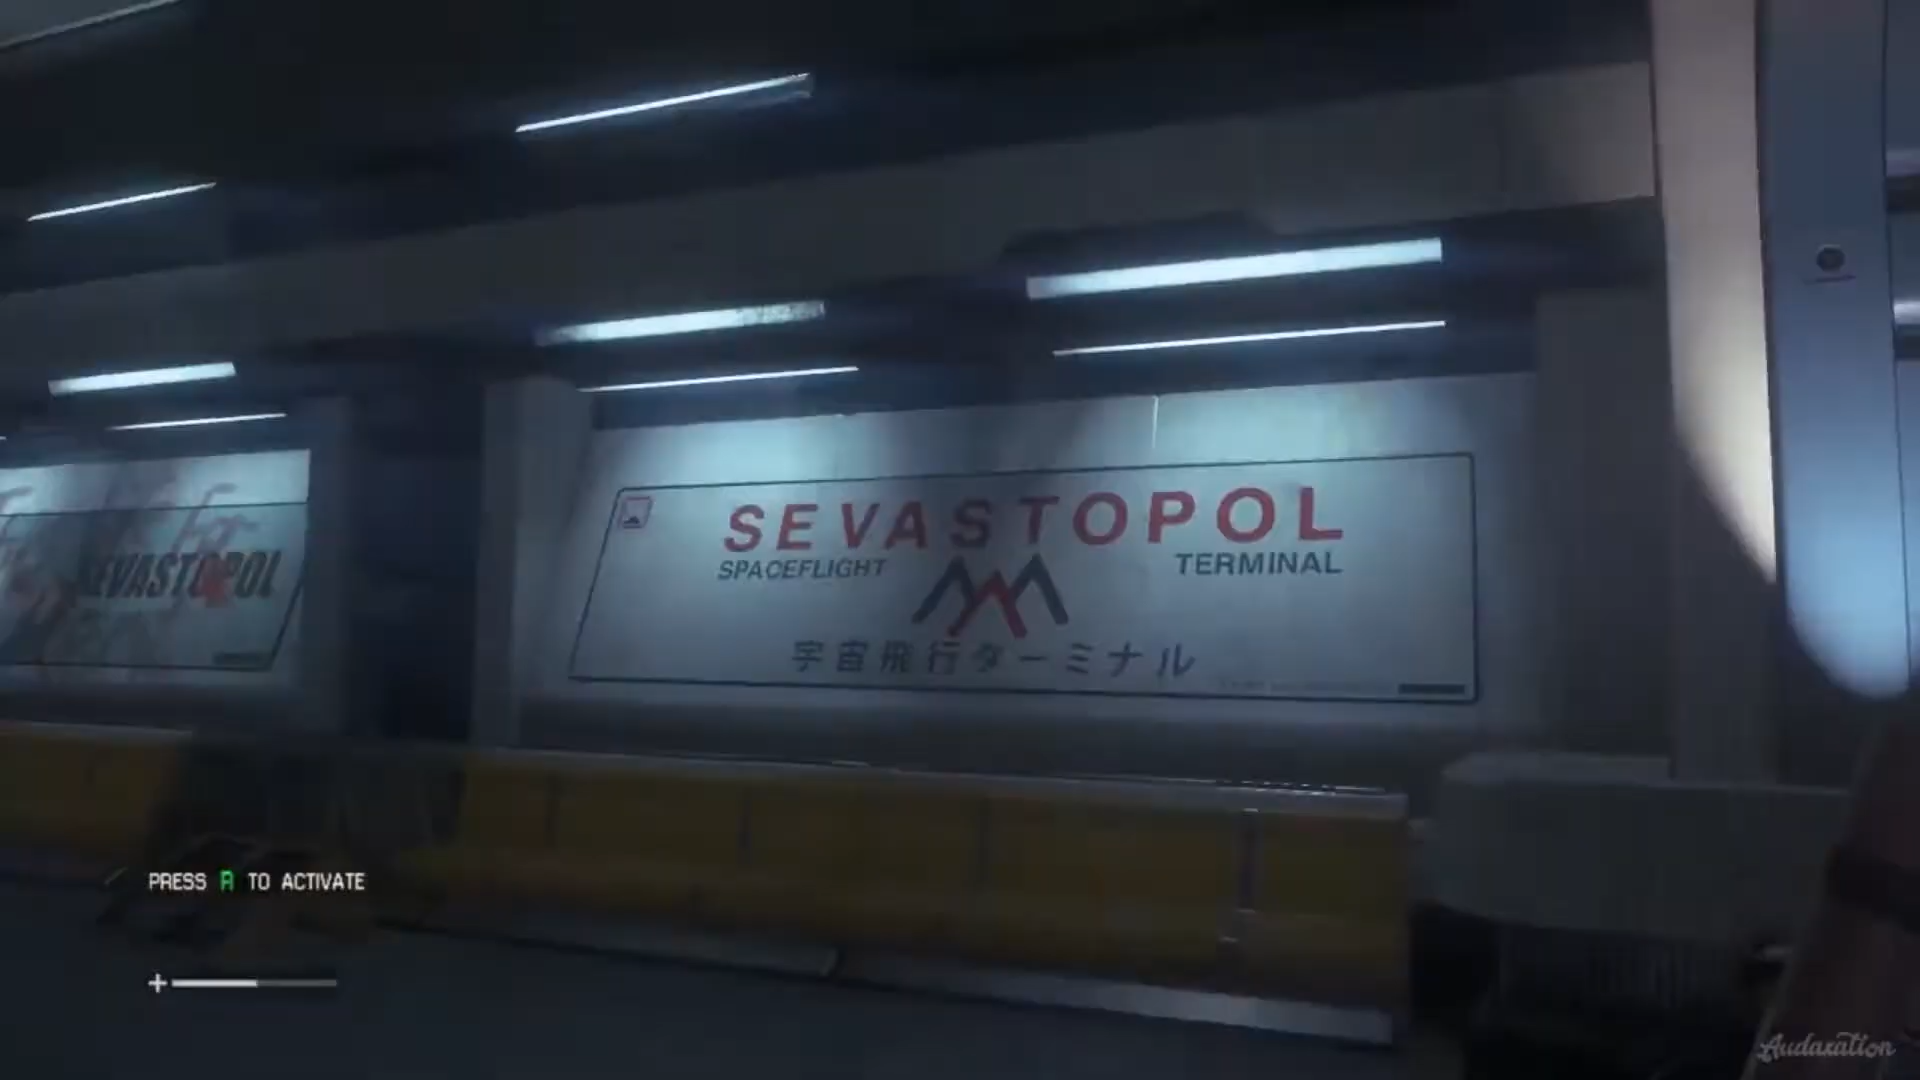 SEVASTOPOL
SPACEFLIGHT TERMINAL
宇宙飛行ターミナル
SEVASTOPOL
PRESS A TO ACTIVATE
Audaxation